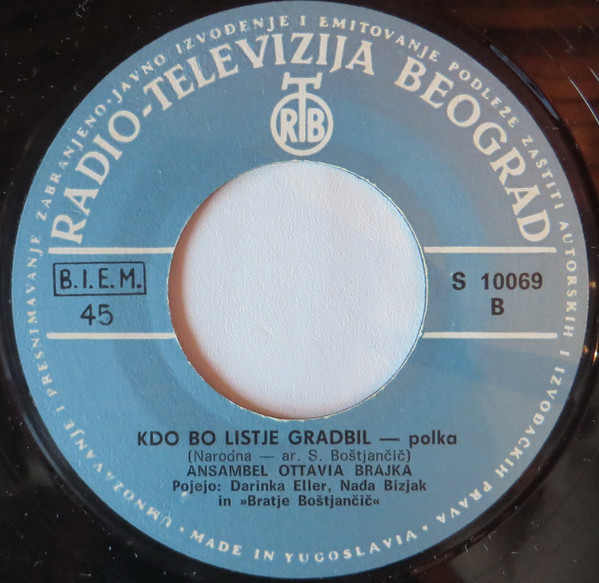 UMNOŽAVANJE I PRESNIMAVANJE ZABRANJENO · JAVNO IZVOĐENJE I EMITOVANJE PODLEŽE ZAŠTITI AUTORSKIH I IZVOĐAČKIH PRAVA ·
RADIO-TELEVIZIJA BEOGRAD
RTB
B.I.E.M.
45
S 10069
B
KDO BO LISTJE GRADBIL — polka
(Narodna — ar. S. Boštjančič)
ANSAMBEL OTTAVIA BRAJKA
Pojejo: Darinka Eller, Nada Bizjak
in »Bratje Boštjančič«
MADE IN YUGOSLAVIA ·